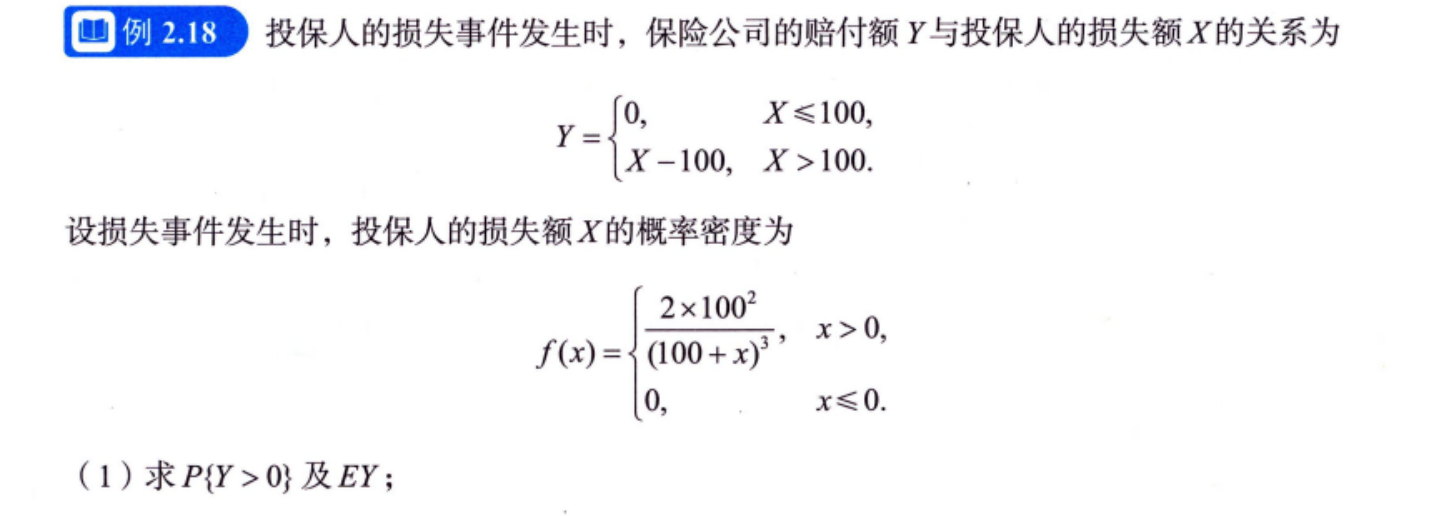 例 2.18 投保人的损失事件发生时，保险公司的赔付额 Y 与投保人的损失额 X 的关系为
Y = { 0, X ≤ 100,
X − 100, X > 100.
设损失事件发生时，投保人的损失额 X 的概率密度为
f(x) = { 2×100² / (100 + x)³, x > 0,
0, x ≤ 0.
（1）求 P{Y > 0} 及 EY；